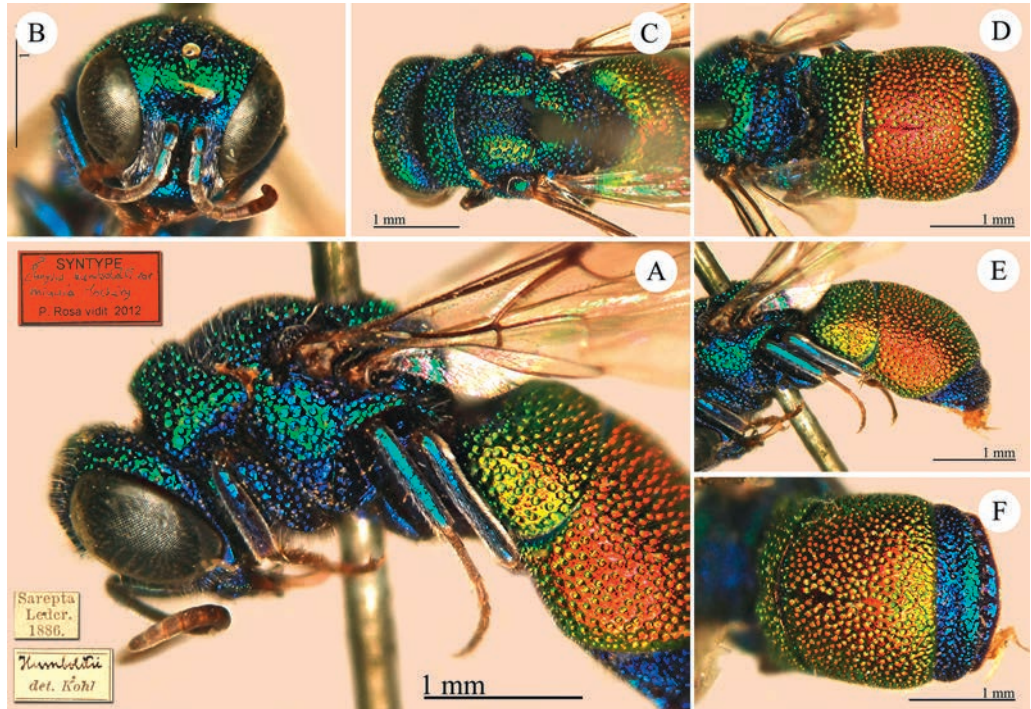 B
1
C
1 mm
D
1 mm
SYNTYPE
P. Rosa vidit 2012
A
Sarepta
Leder.
1886.
Humboldtii
det. Kohl
1 mm
E
1 mm
F
1 mm